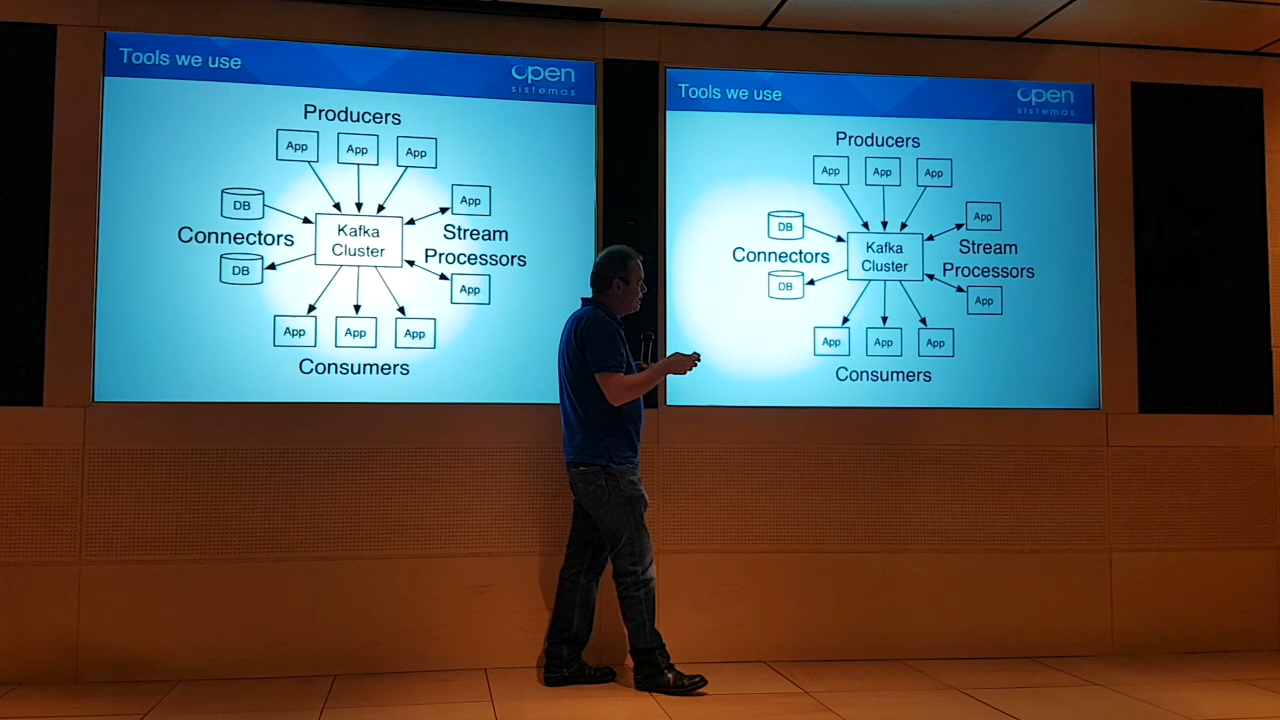 Tools we use
Open
sistemas
Producers
App App App
App
DB
Kafka
Cluster
Connectors
Stream
Processors
DB
App
App App App
Consumers
Tools we use
Open
sistemas
Producers
App App App
App
DB
Kafka
Cluster
Connectors
Stream
Processors
DB
App
App App App
Consumers